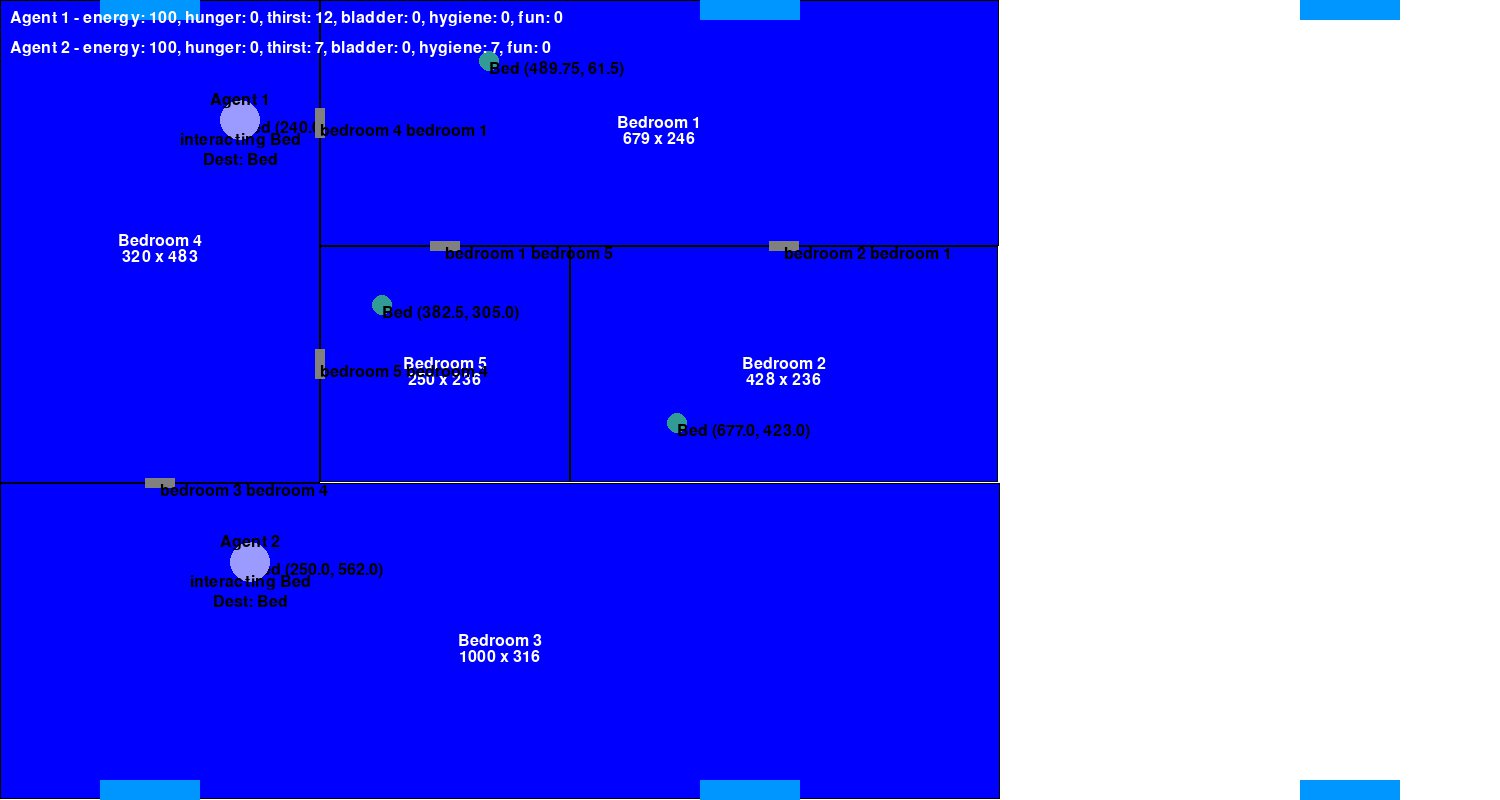 Agent 1 - energy: 100, hunger: 0, thirst: 12, bladder: 0, hygiene: 0, fun: 0
Agent 2 - energy: 100, hunger: 0, thirst: 7, bladder: 0, hygiene: 7, fun: 0
Bed (489.75, 61.5)
Agent 1
interacting Bed
Dest: Bed
bedroom 4 bedroom 1
Bedroom 1
679 x 246
Bedroom 4
320 x 483
bedroom 1 bedroom 5
bedroom 2 bedroom 1
Bed (382.5, 305.0)
Bedroom 5
250 x 236
bedroom 5 bedroom 4
Bedroom 2
428 x 236
Bed (677.0, 423.0)
bedroom 3 bedroom 4
Agent 2
(250.0, 562.0)
interacting Bed
Dest: Bed
Bedroom 3
1000 x 316